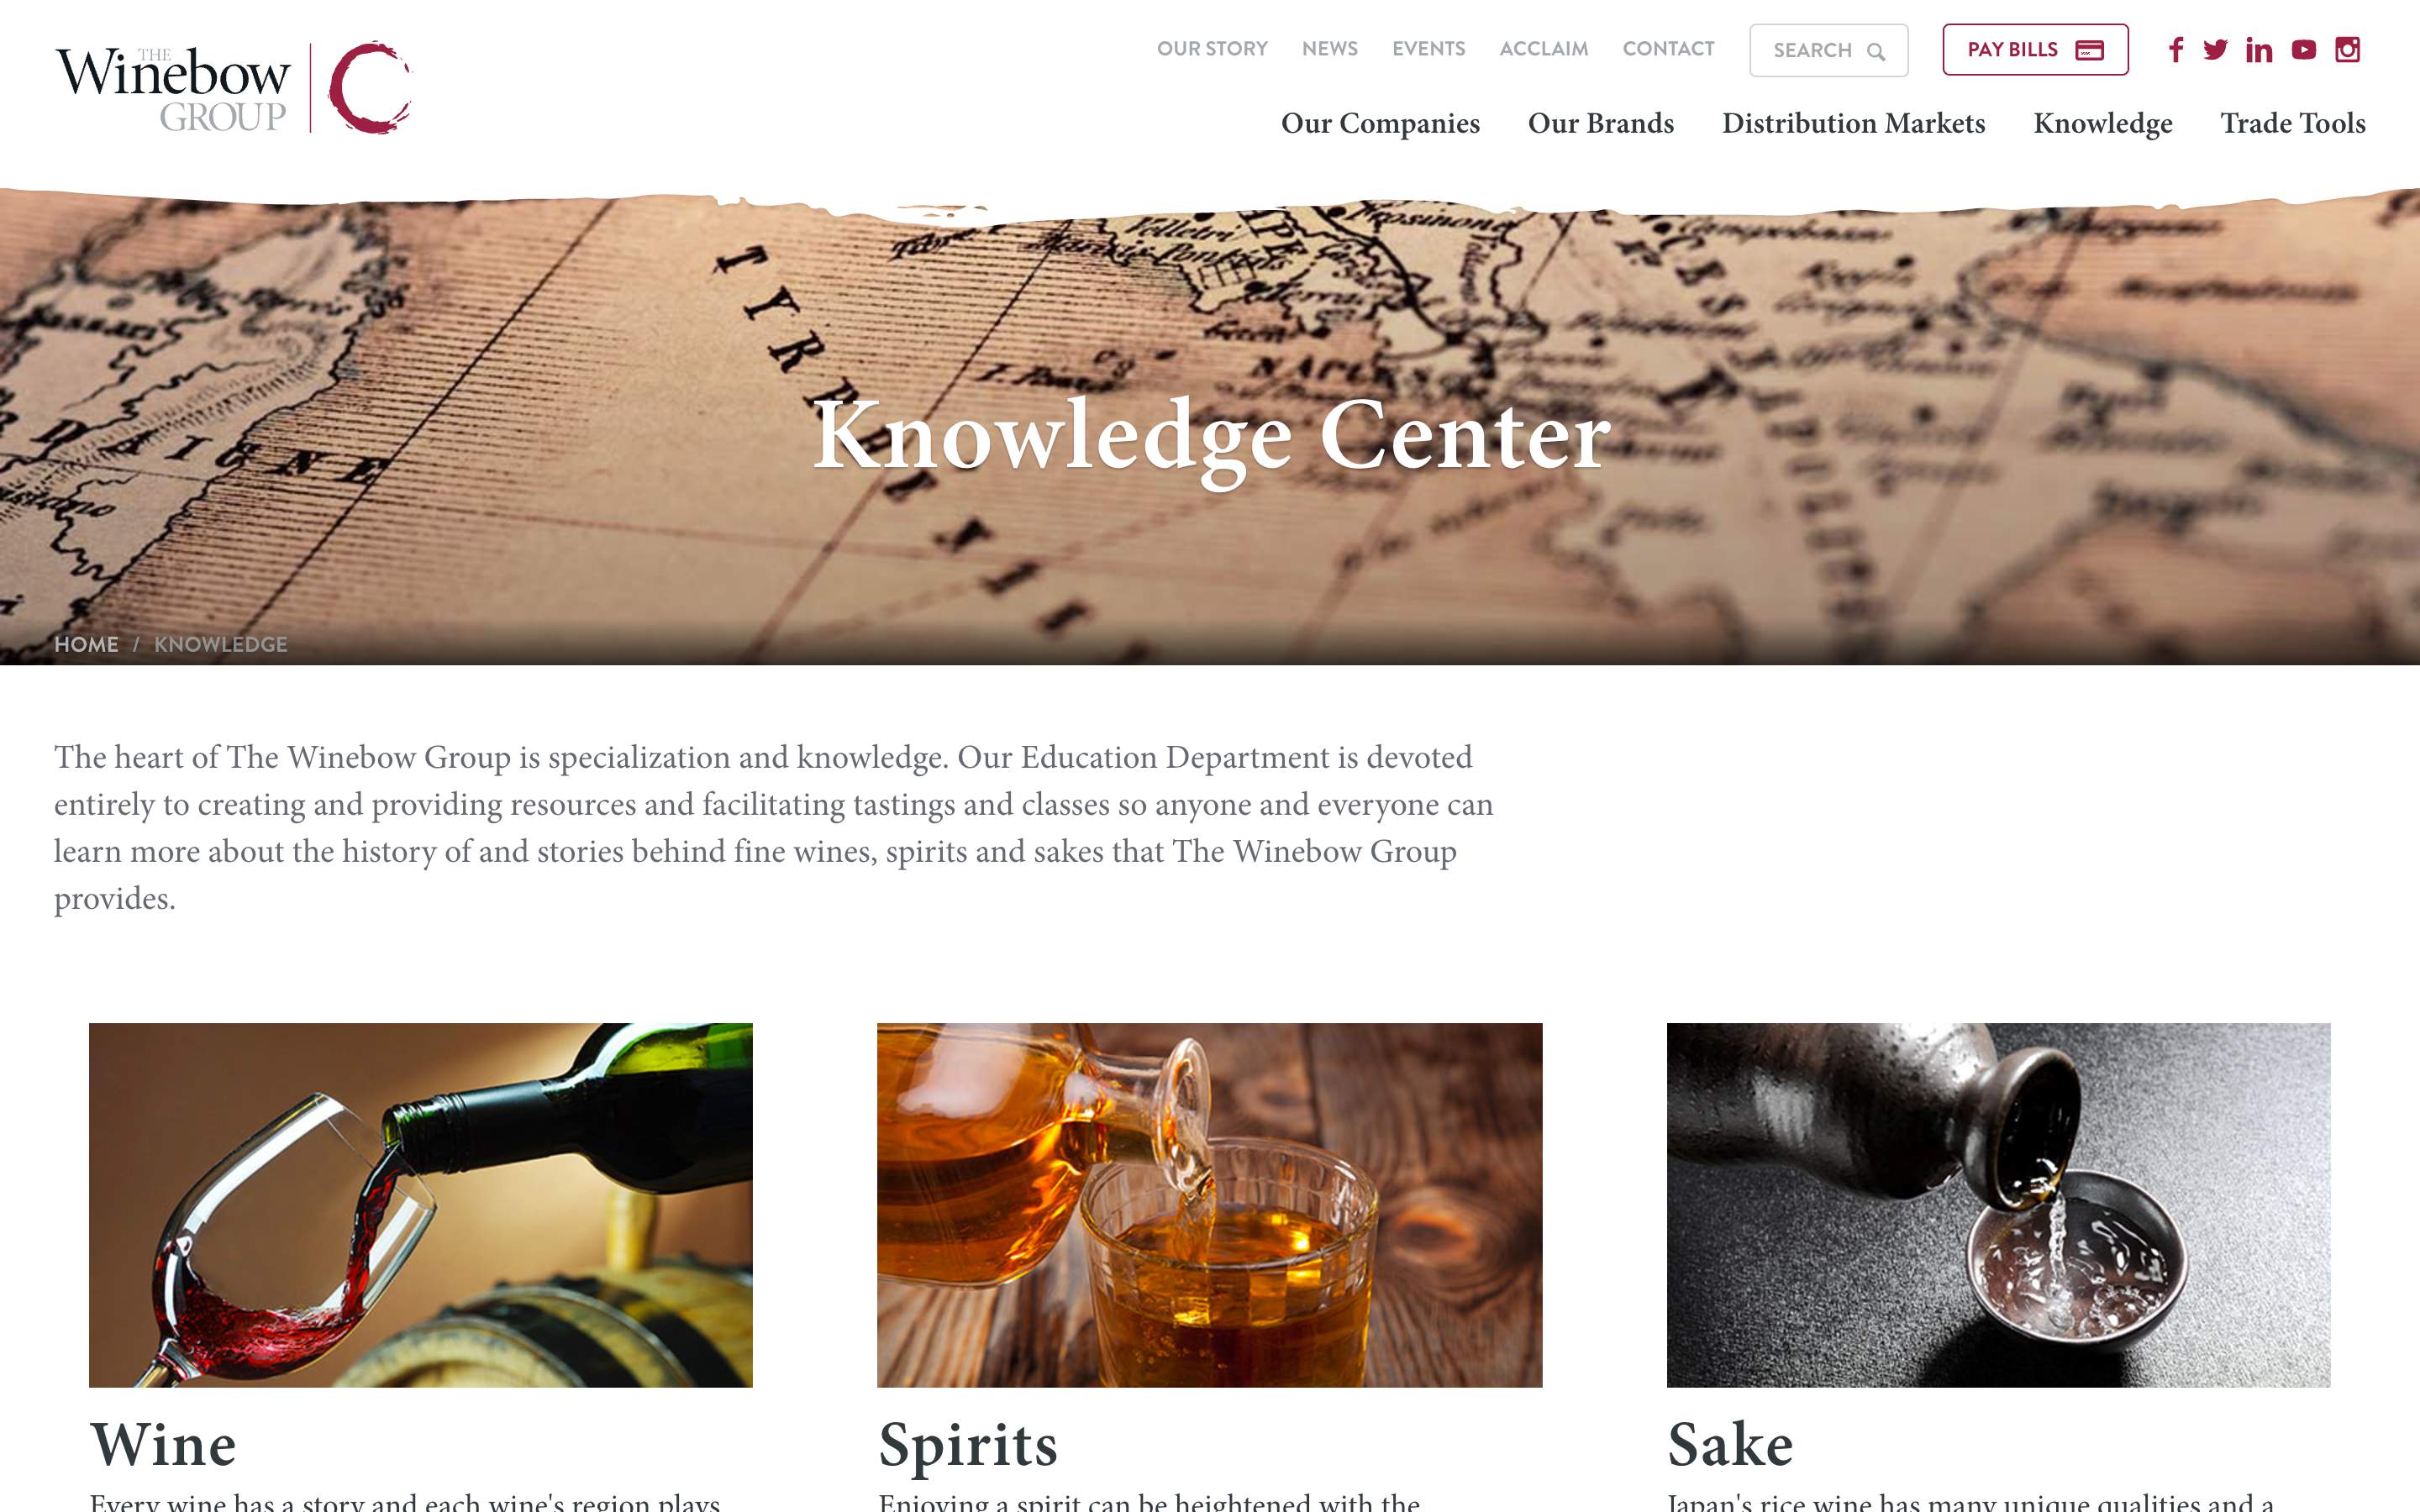 THE
Winebow
GROUP
OUR STORY NEWS EVENTS ACCLAIM CONTACT SEARCH PAY BILLS
Our Companies Our Brands Distribution Markets Knowledge Trade Tools
Velletri
Frosinone
TYRRHENI
DAIGNE
Knowledge Center
HOME / KNOWLEDGE
The heart of The Winebow Group is specialization and knowledge. Our Education Department is devoted
entirely to creating and providing resources and facilitating tastings and classes so anyone and everyone can
learn more about the history of and stories behind fine wines, spirits and sakes that The Winebow Group
provides.
Wine
Spirits
Sake
Every wine has a story and each wine's region plays
Enjoying a spirit can be heightened with the
Japan's rice wine has many unique qualities and a